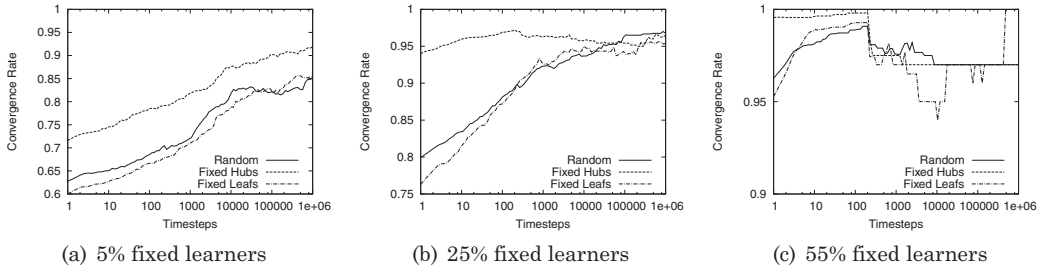 Convergence Rate
1
0.95
0.9
0.85
0.8
0.75
0.7
0.65
0.6
Random
Fixed Hubs
Fixed Leafs
1 10 100 1000 10000 100000 1e+06
Timesteps
(a) 5% fixed learners
Convergence Rate
1
0.95
0.9
0.85
0.8
0.75
Random
Fixed Hubs
Fixed Leafs
1 10 100 1000 10000 100000 1e+06
Timesteps
(b) 25% fixed learners
Convergence Rate
1
0.95
0.9
Random
Fixed Hubs
Fixed Leafs
1 10 100 1000 10000 100000 1e+06
Timesteps
(c) 55% fixed learners